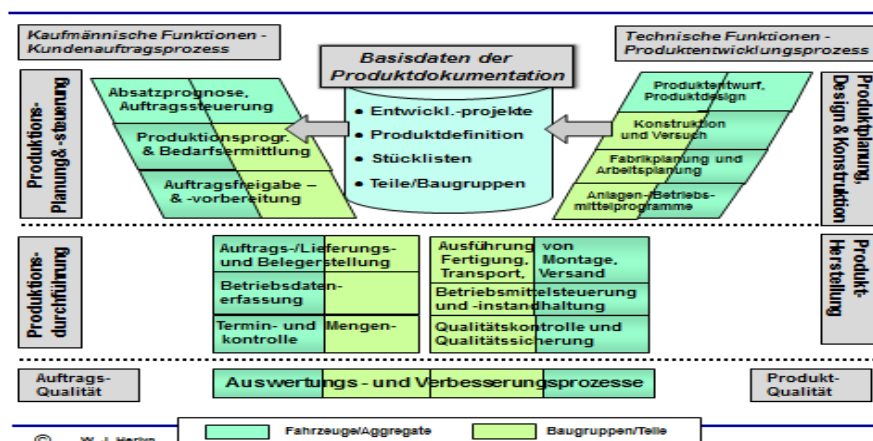 Kaufmännische Funktionen -
Kundenauftragsprozess
Basisdaten der
Produktdokumentation
Technische Funktionen -
Produktentwicklungsprozess
Produktions-
Planung& -steuerung
Absatzprognose,
Auftragssteuerung
Produktionsprogr.
& Bedarfsermittlung
Auftragsfreigabe –
& -vorbereitung
● Entwickl.-projekte
● Produktdefinition
● Stücklisten
● Teile/Baugruppen
Produktentwurf,
Produktdesign
Konstruktion
und Versuch
Fabrikplanung und
Arbeitsplanung
Anlagen-/Betriebs-
mittelprogramme
Produktplanung,
Design & Konstruktion
Produktions-
durchführung
Auftrags-/Lieferungs-
und Belegerstellung
Betriebsdaten-
erfassung
Termin- und Mengen-
kontrolle
Ausführung von
Fertigung, Montage,
Transport, Versand
Betriebsmittelsteuerung
und -instandhaltung
Qualitätskontrolle und
Qualitätssicherung
Produkt-
Herstellung
Auftrags-
Qualität
Auswertungs - und Verbesserungsprozesse
Produkt-
Qualität
Fahrzeuge/Aggregate
Baugruppen/Teile